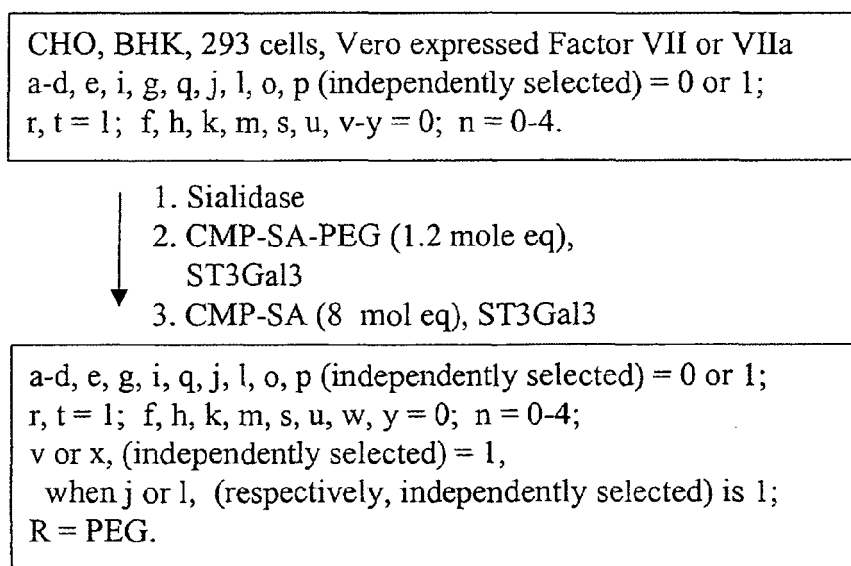 CHO, BHK, 293 cells, Vero expressed Factor VII or VIIa
a-d, e, i, g, q, j, l, o, p (independently selected) = 0 or 1;
r, t = 1; f, h, k, m, s, u, v-y = 0; n = 0-4.
1. Sialidase
2. CMP-SA-PEG (1.2 mole eq),
ST3Gal3
3. CMP-SA (8 mol eq), ST3Gal3
a-d, e, g, i, q, j, l, o, p (independently selected) = 0 or 1;
r, t = 1; f, h, k, m, s, u, w, y = 0; n = 0-4;
v or x, (independently selected) = 1,
when j or l, (respectively, independently selected) is 1;
R = PEG.